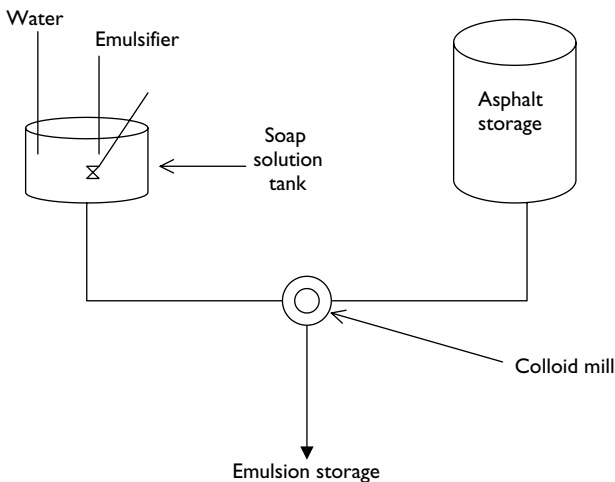 Water
Emulsifier
Asphalt
storage
Soap
solution
tank
Colloid mill
Emulsion storage